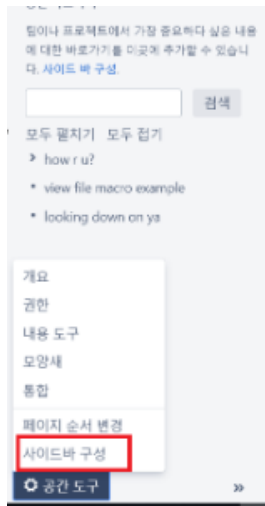 팀이나 프로젝트에서 가장 중요하다 싶은 내용
에 대한 바로가기를 이곳에 추가할 수 있습니
다. 사이드 바 구성.
검색
모두 펼치기 모두 접기
> how r u?
• view file macro example
• looking down on ya
개요
권한
내용 도구
모양새
통합
페이지 순서 변경
사이드바 구성
공간 도구 »